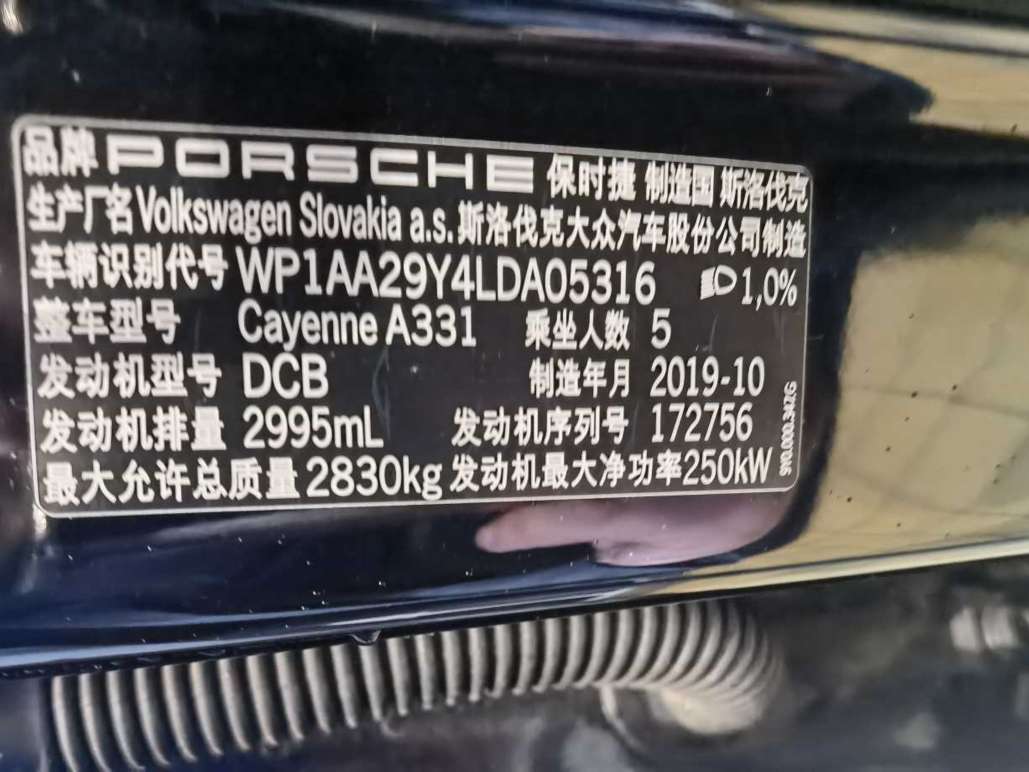 品牌 PORSCHE 保时捷 制造国 斯洛伐克
生产厂名 Volkswagen Slovakia a.s. 斯洛伐克大众汽车股份公司制造
车辆识别代号 WP1AA29Y4LDA05316 1,0%
整车型号 Cayenne A331 乘坐人数 5
发动机型号 DCB 制造年月 2019-10
发动机排量 2995mL 发动机序列号 172756
最大允许总质量 2830kg 发动机最大净功率 250kW